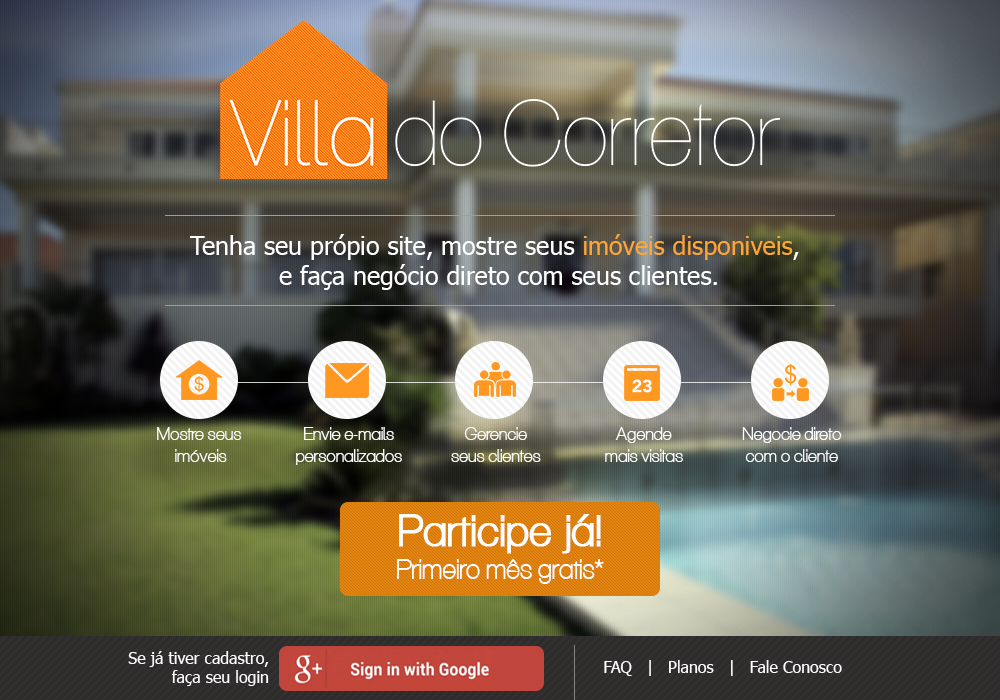 Villa do Corretor
Tenha seu própio site, mostre seus imóveis disponiveis,
e faça negócio direto com seus clientes.
$
23
$
Mostre seus
imóveis
Envie e-mails
personalizados
Gerencie
seus clientes
Agende
mais visitas
Negocie direto
com o cliente
Participe já!
Primeiro mês gratis*
Se já tiver cadastro,
faça seu login
g+ Sign in with Google
FAQ | Planos | Fale Conosco